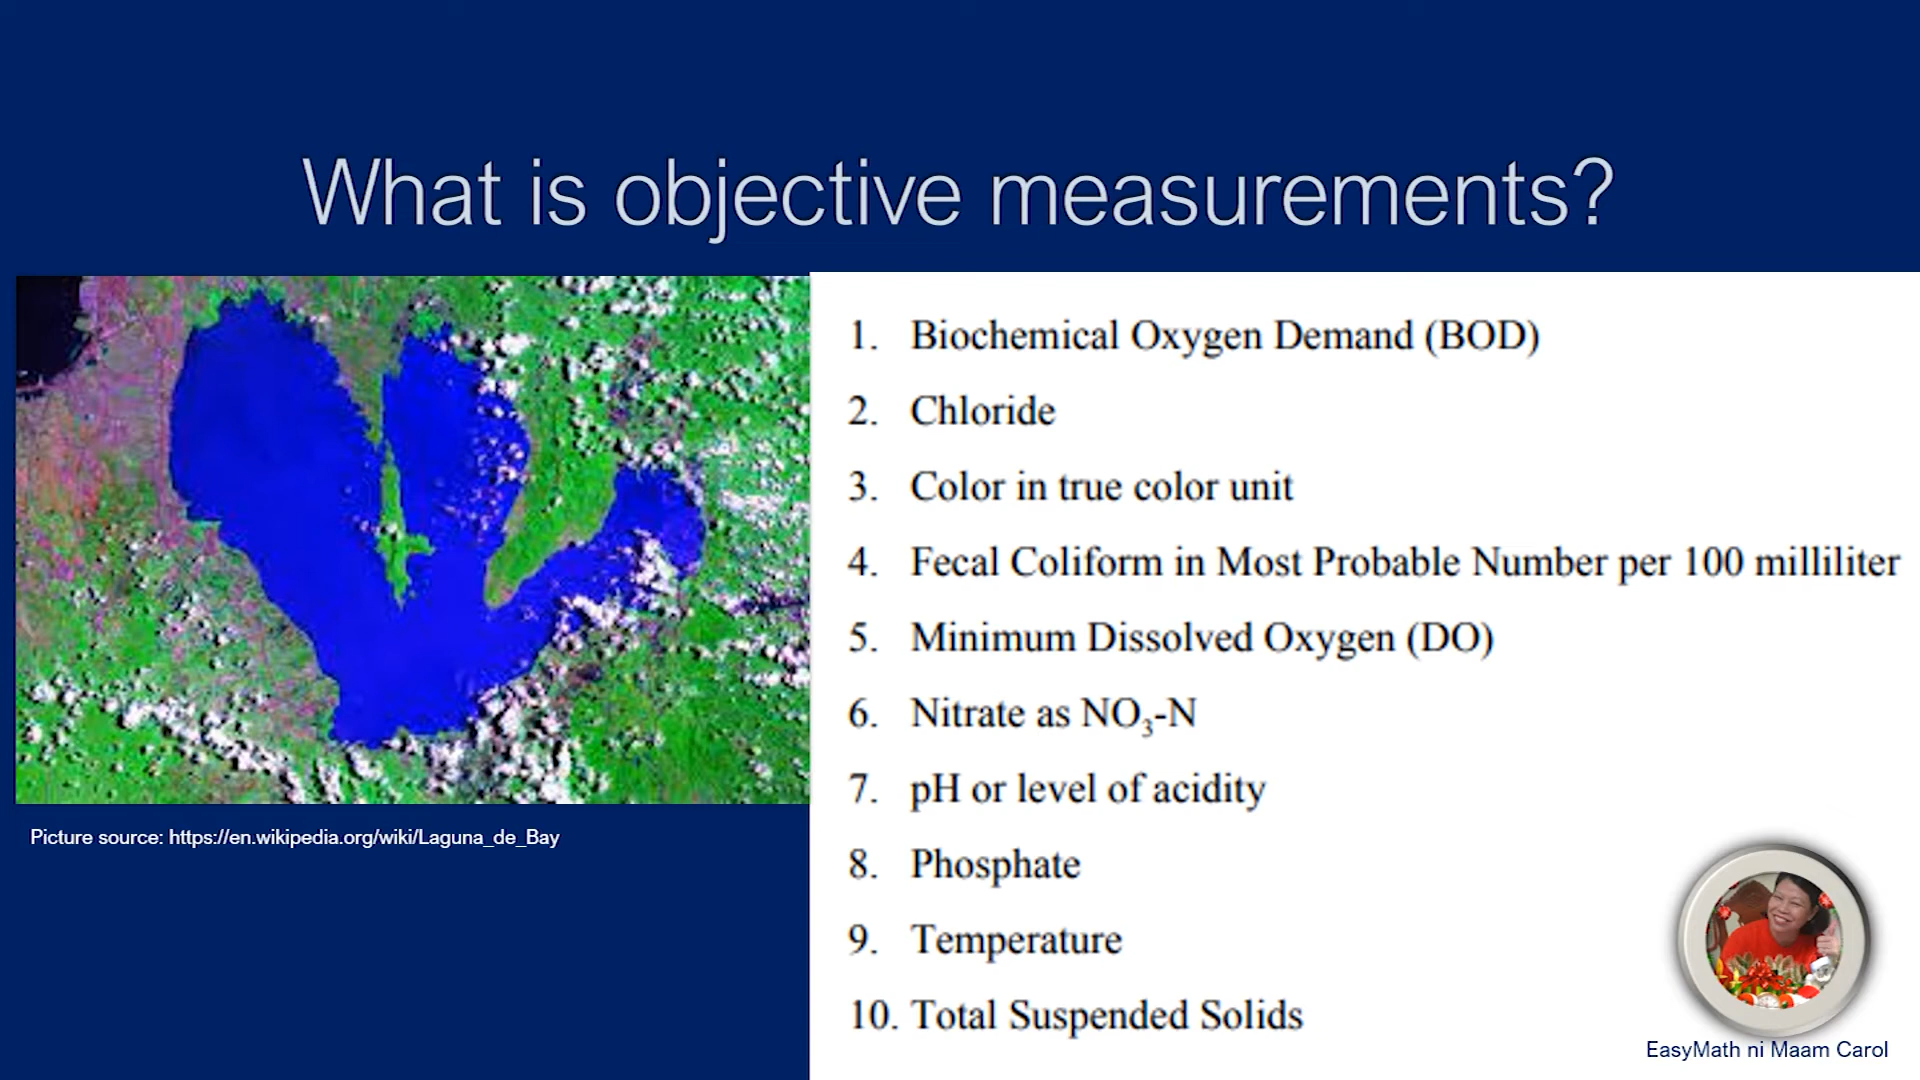 What is objective measurements?
1. Biochemical Oxygen Demand (BOD)
2. Chloride
3. Color in true color unit
4. Fecal Coliform in Most Probable Number per 100 milliliter
5. Minimum Dissolved Oxygen (DO)
6. Nitrate as NO₃-N
7. pH or level of acidity
8. Phosphate
9. Temperature
10. Total Suspended Solids
Picture source: https://en.wikipedia.org/wiki/Laguna_de_Bay
EasyMath ni Maam Carol